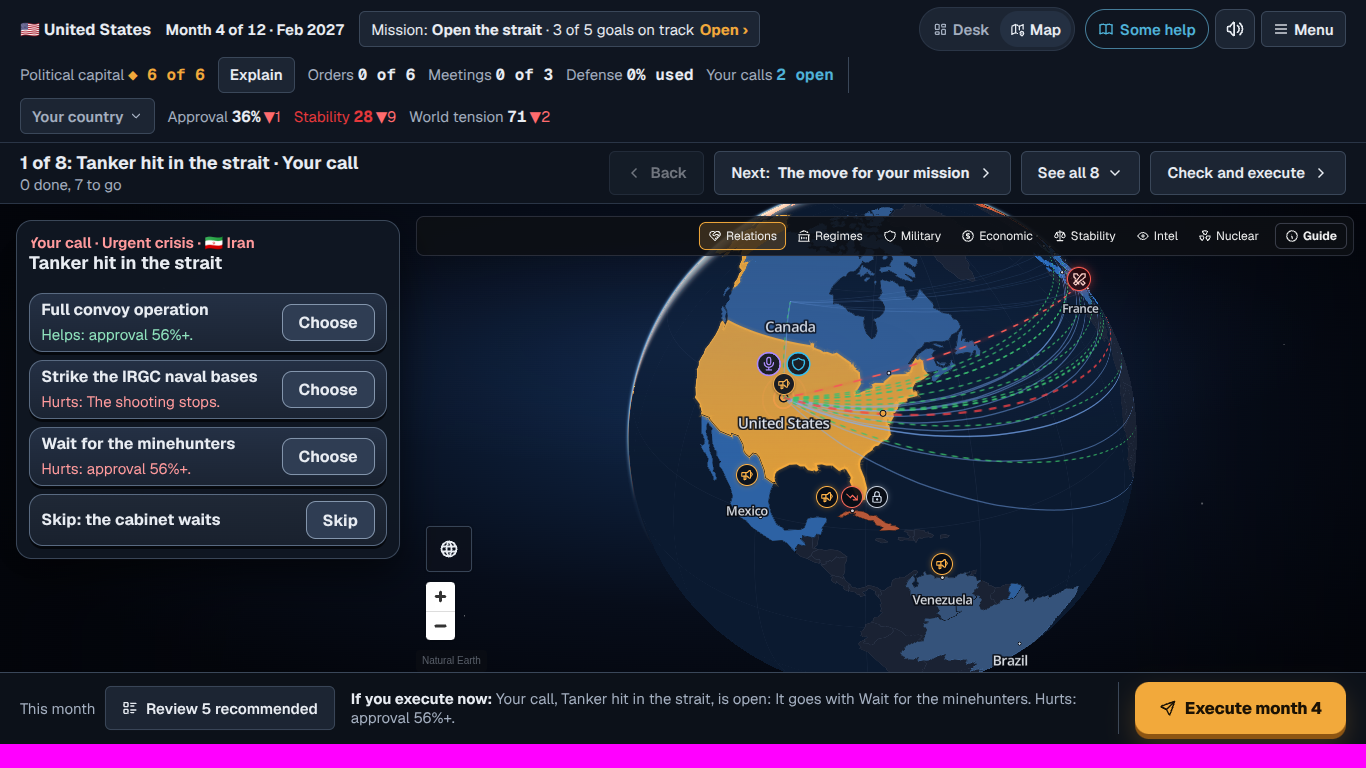 🇺🇸 United States Month 4 of 12 · Feb 2027 Mission: Open the strait · 3 of 5 goals on track Open › Desk Map Some help Menu
Political capital ◆ 6 of 6 Explain Orders 0 of 6 Meetings 0 of 3 Defense 0% used Your calls 2 open
Your country Approval 36% ▼1 Stability 28 ▼9 World tension 71 ▼2
1 of 8: Tanker hit in the strait · Your call
0 done, 7 to go
Back Next: The move for your mission See all 8 Check and execute
Your call · Urgent crisis · 🇮🇷 Iran
Tanker hit in the strait
Full convoy operation
Helps: approval 56%+.
Choose
Strike the IRGC naval bases
Hurts: The shooting stops.
Choose
Wait for the minehunters
Hurts: approval 56%+.
Choose
Skip: the cabinet waits
Skip
Relations Regimes Military Economic Stability Intel Nuclear Guide
France
Canada
United States
Mexico
Venezuela
Brazil
+
−
Natural Earth
This month Review 5 recommended
If you execute now: Your call, Tanker hit in the strait, is open: It goes with Wait for the minehunters. Hurts:
approval 56%+.
Execute month 4